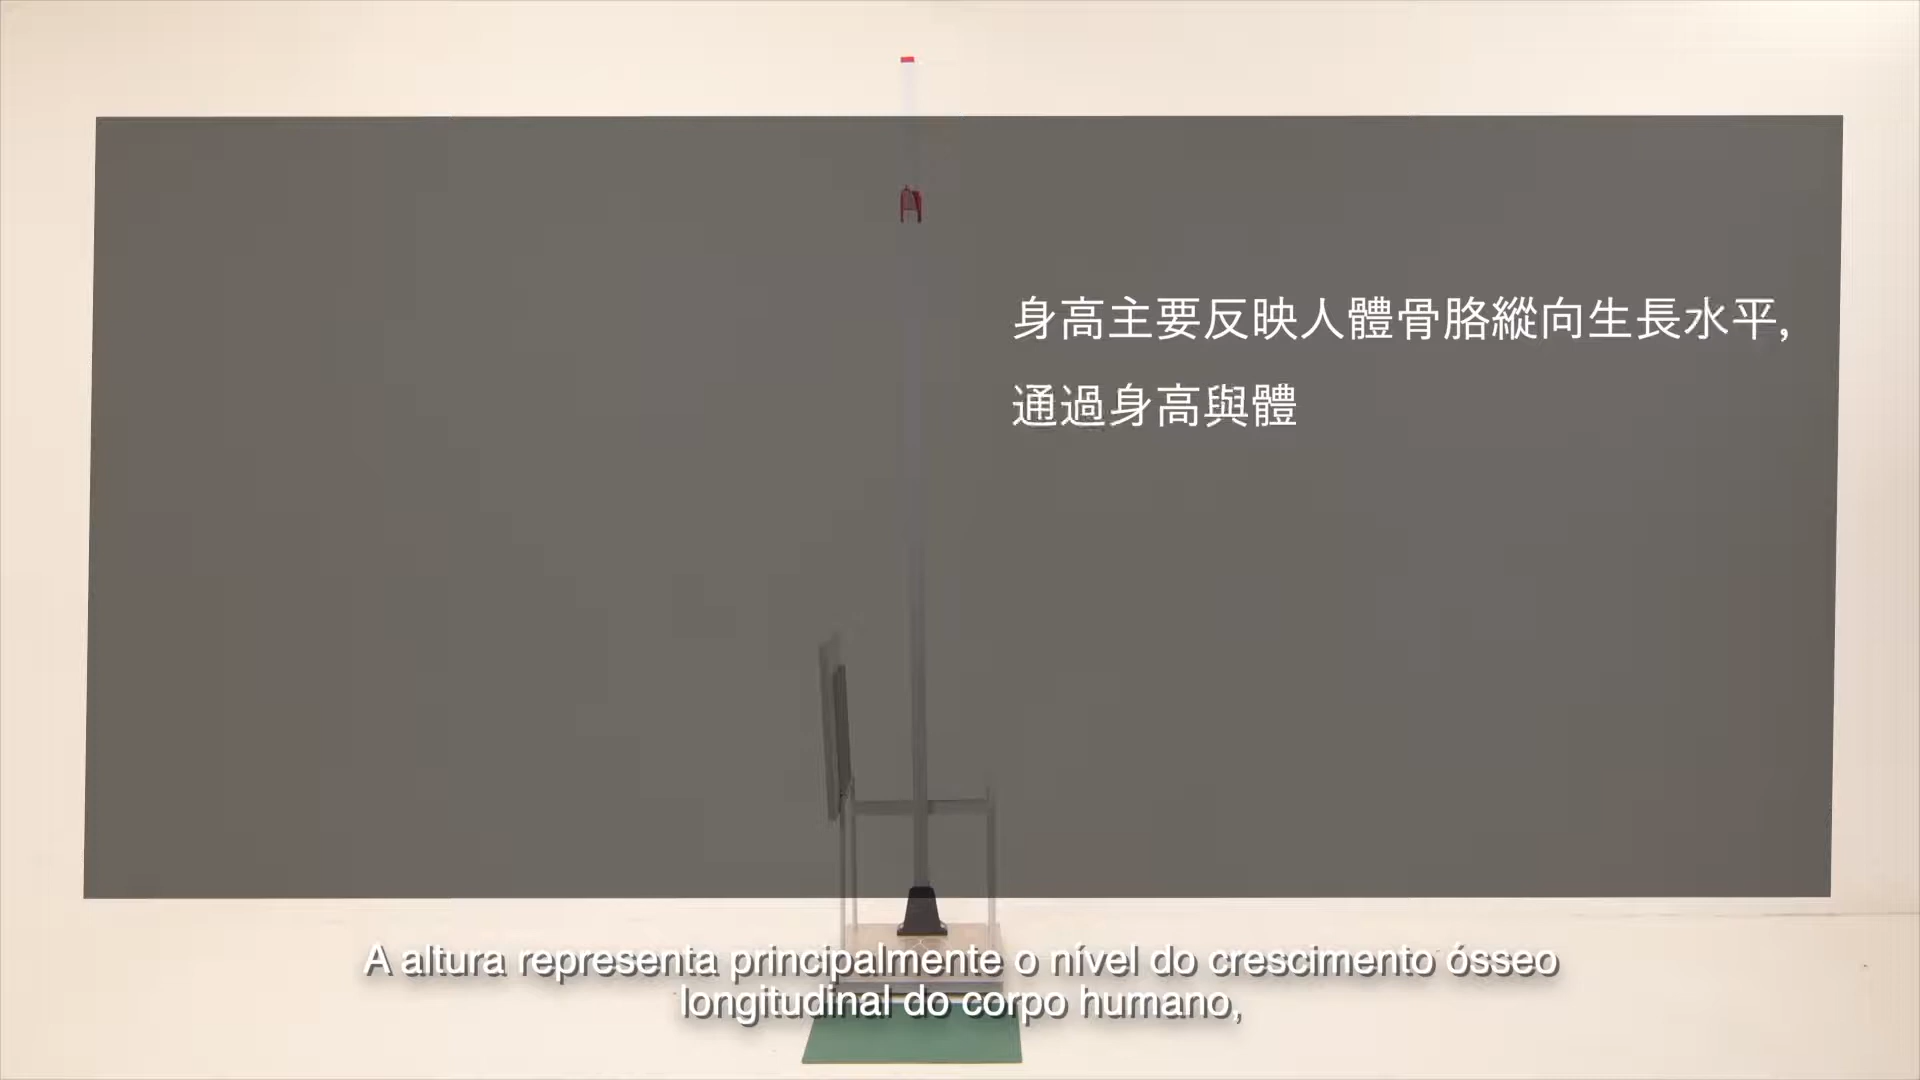 身高主要反映人體骨胳縱向生長水平,
通過身高與體
A altura representa principalmente o nível do crescimento ósseo
longitudinal do corpo humano,